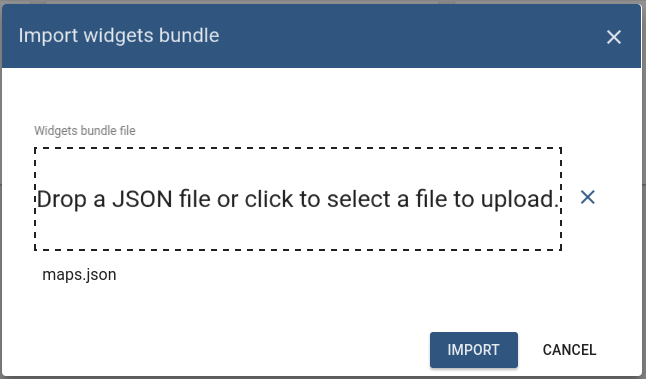 Import widgets bundle
Widgets bundle file
Drop a JSON file or click to select a file to upload.
maps.json
IMPORT CANCEL